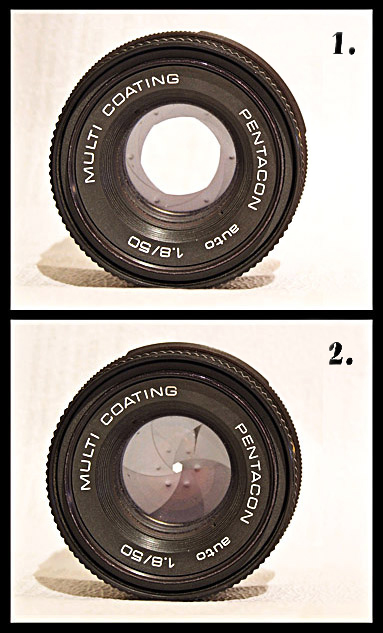 1.
MULTI COATING
PENTACON auto 1.8/50
2.
MULTI COATING
PENTACON auto 1.8/50